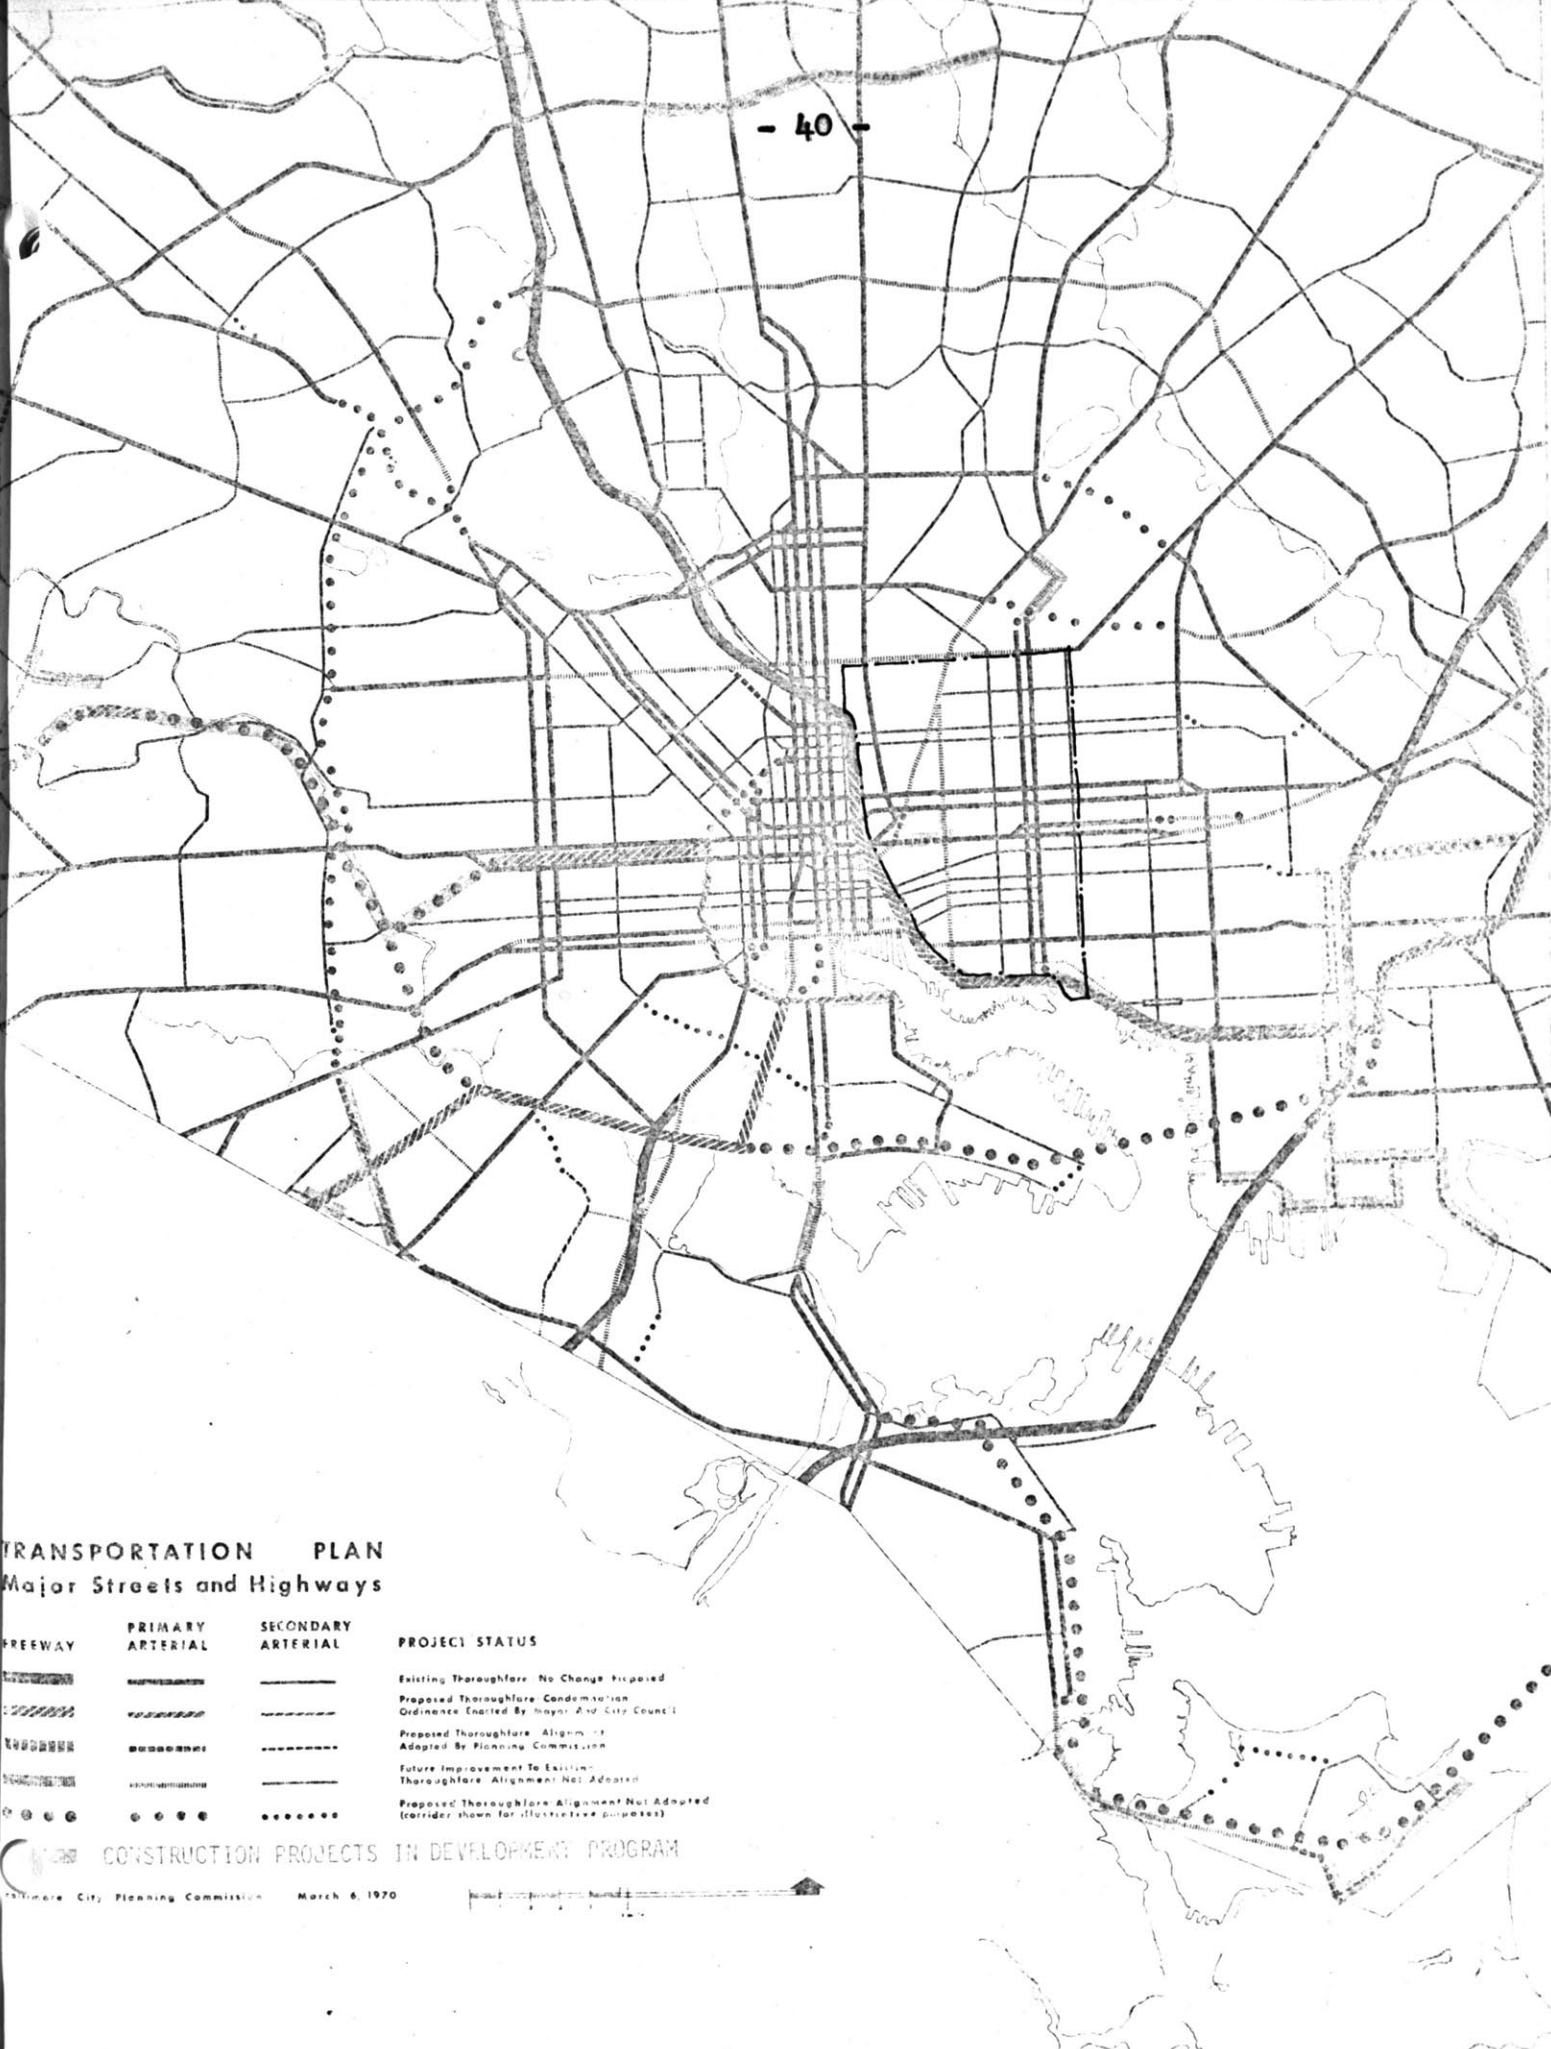 - 40 -
TRANSPORTATION PLAN
Major Streets and Highways
FREEWAY
PRIMARY ARTERIAL
SECONDARY ARTERIAL
PROJECT STATUS
Existing Thoroughfare No Change Proposed
Proposed Thoroughfare Condemnation
Ordinance Enacted By Mayor And City Council
Proposed Thoroughfare Alignment
Adopted By Planning Commission
Future Improvement To Existing
Thoroughfare Alignment Not Adopted
Proposed Thoroughfare Alignment Not Adopted
(corridor shown for illustrative purposes)
CONSTRUCTION PROJECTS IN DEVELOPMENT PROGRAM
Baltimore City Planning Commission March 6, 1970